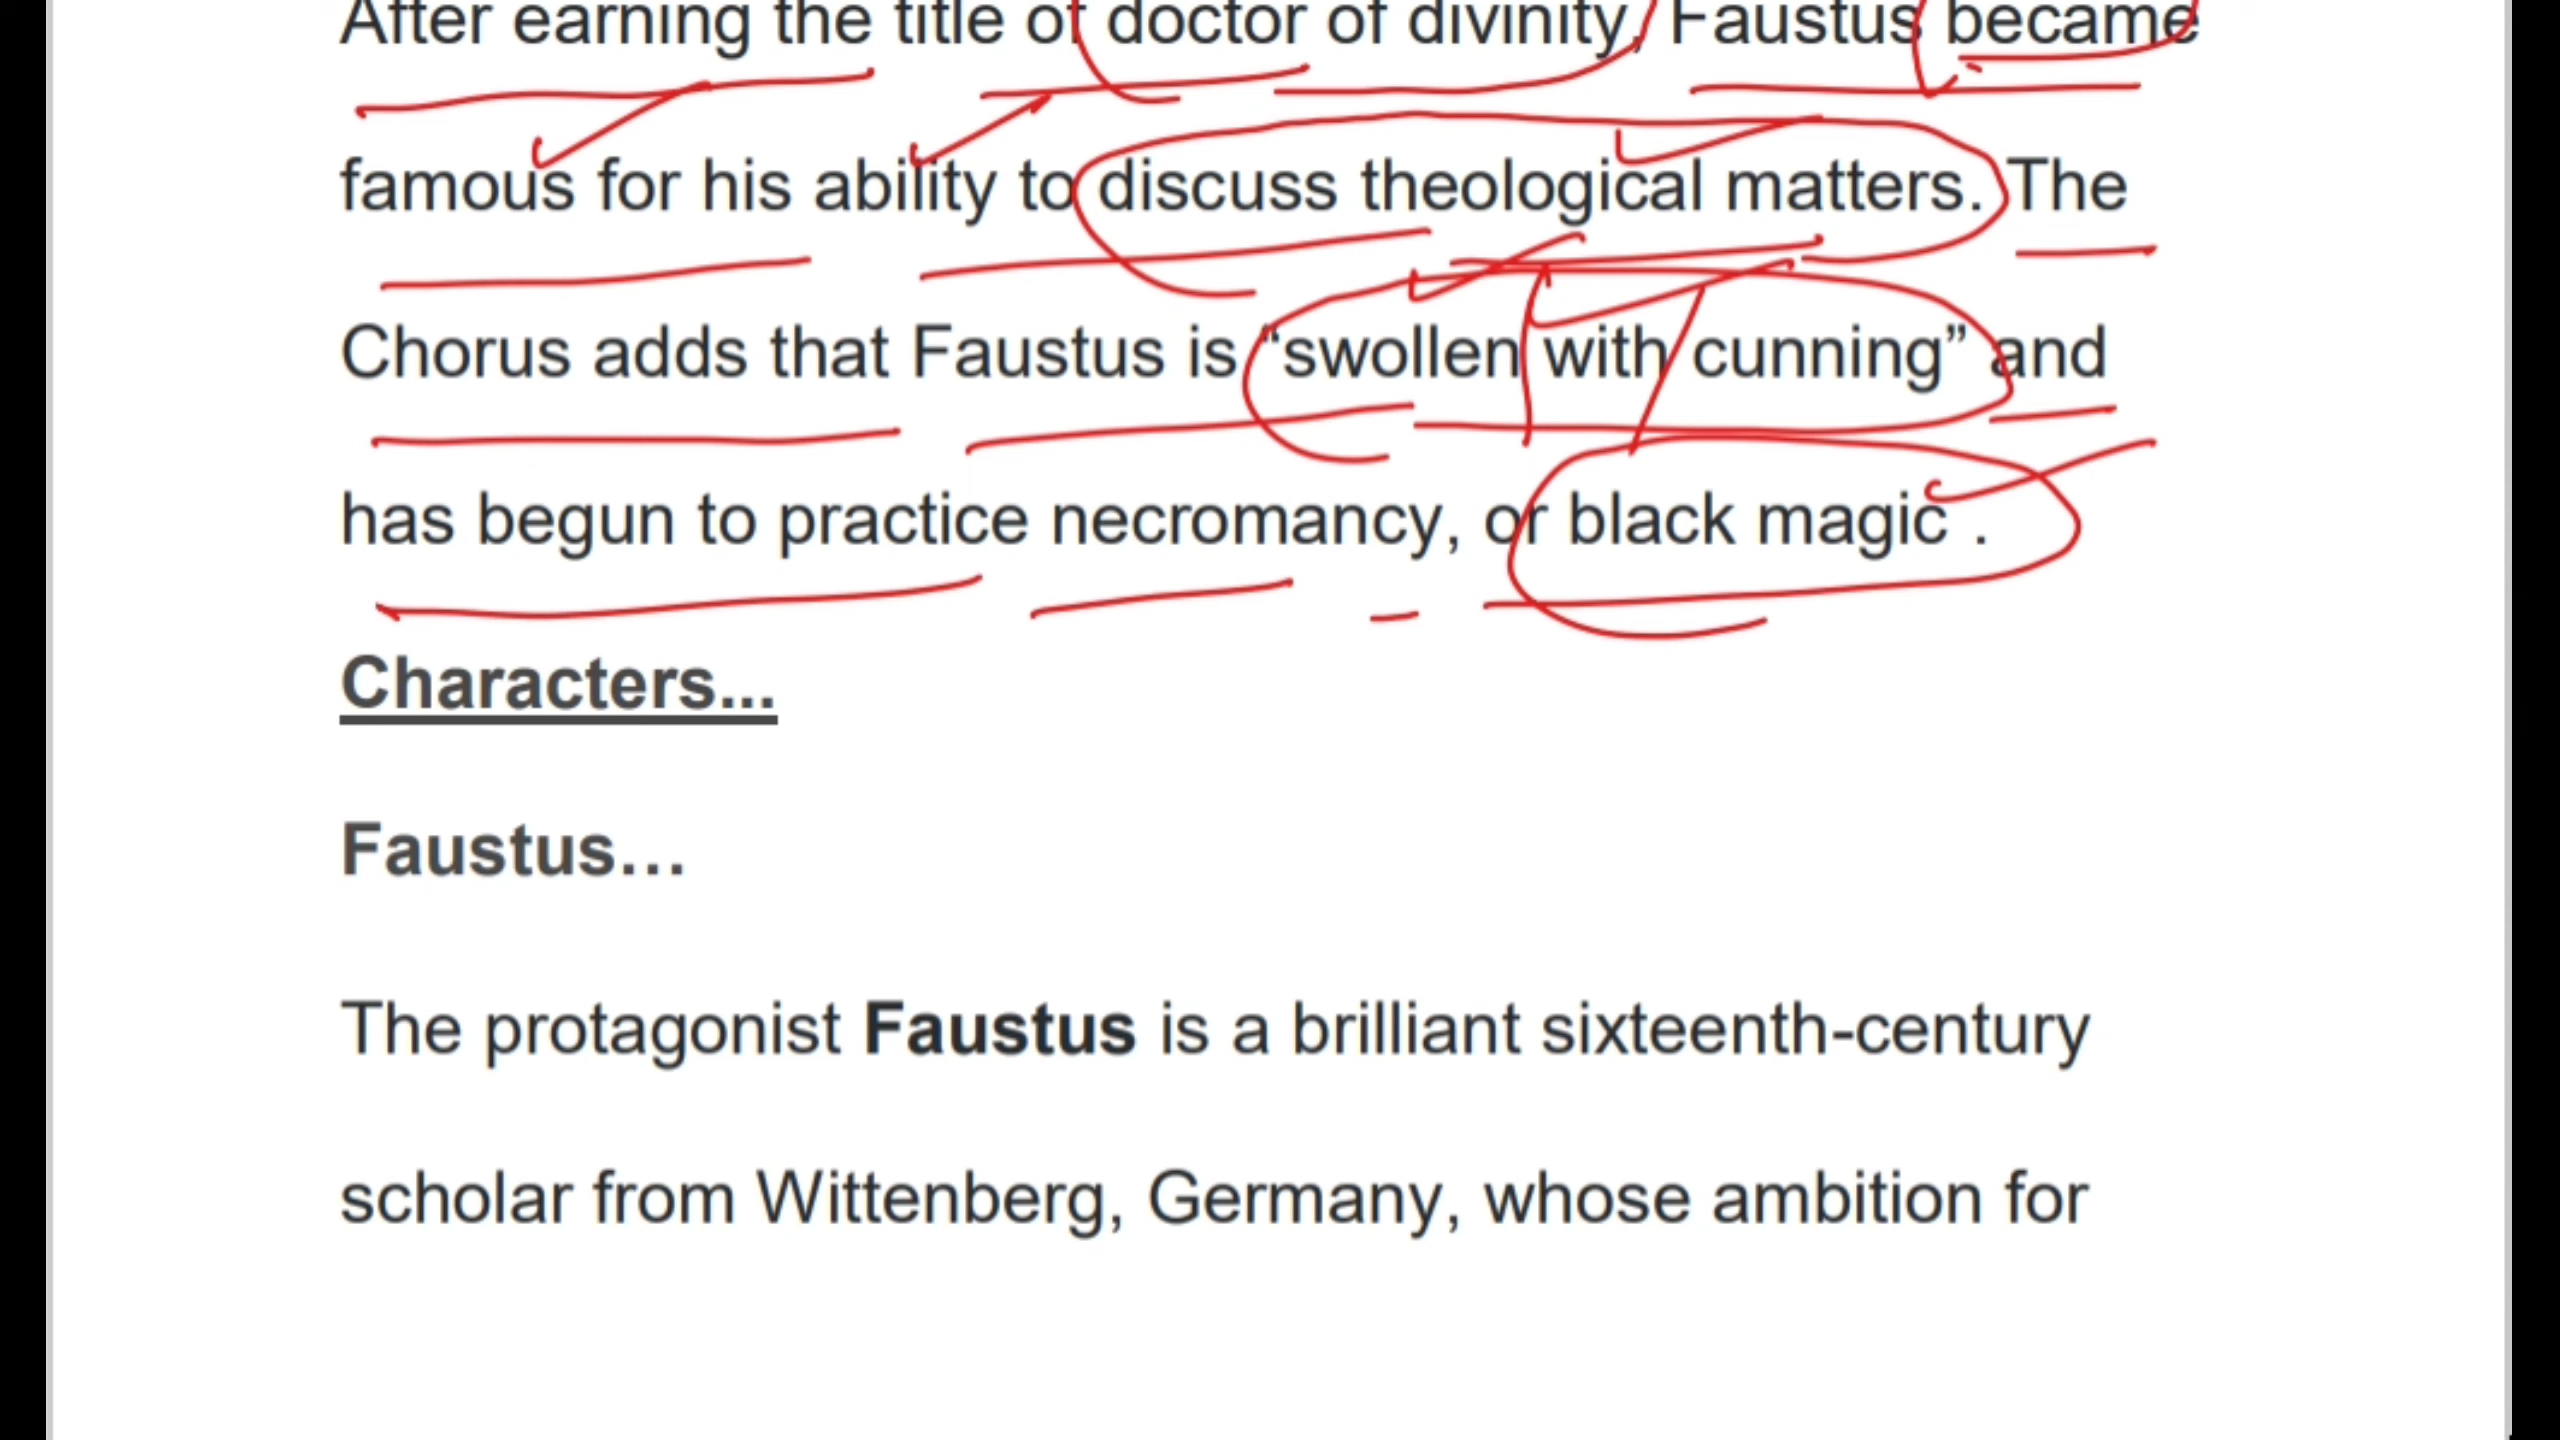 After earning the title of doctor of divinity, Faustus became
famous for his ability to discuss theological matters. The
Chorus adds that Faustus is “swollen with cunning” and
has begun to practice necromancy, or black magic .
Characters...
Faustus…
The protagonist Faustus is a brilliant sixteenth-century
scholar from Wittenberg, Germany, whose ambition for